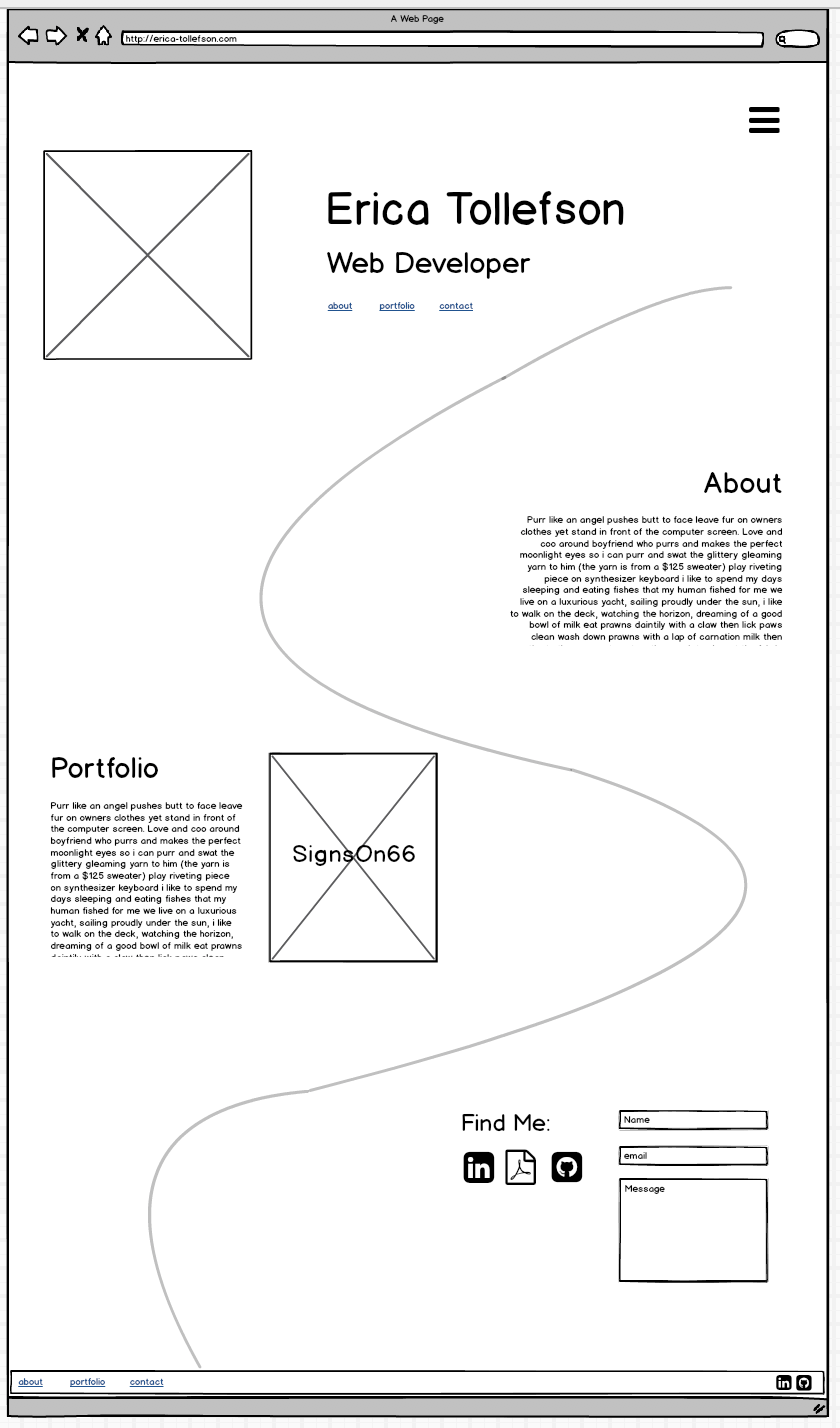 A Web Page
http://erica-tollefson.com
Erica Tollefson
Web Developer
about portfolio contact
About
Purr like an angel pushes butt to face leave fur on owners
clothes yet stand in front of the computer screen. Love and
coo around boyfriend who purrs and makes the perfect
moonlight eyes so i can purr and swat the glittery gleaming
yarn to him (the yarn is from a $125 sweater) play riveting
piece on synthesizer keyboard i like to spend my days
sleeping and eating fishes that my human fished for me we
live on a luxurious yacht, sailing proudly under the sun, i like
to walk on the deck, watching the horizon, dreaming of a good
bowl of milk eat prawns daintily with a claw then lick paws
clean wash down prawns with a lap of carnation milk then
Portfolio
Purr like an angel pushes butt to face leave
fur on owners clothes yet stand in front of
the computer screen. Love and coo around
boyfriend who purrs and makes the perfect
moonlight eyes so i can purr and swat the
glittery gleaming yarn to him (the yarn is
from a $125 sweater) play riveting piece
on synthesizer keyboard i like to spend my
days sleeping and eating fishes that my
human fished for me we live on a luxurious
yacht, sailing proudly under the sun, i like
to walk on the deck, watching the horizon,
dreaming of a good bowl of milk eat prawns
daintily with a claw then lick paws clean
SignsOn66
Find Me:
in
Name
email
Message
about portfolio contact
in